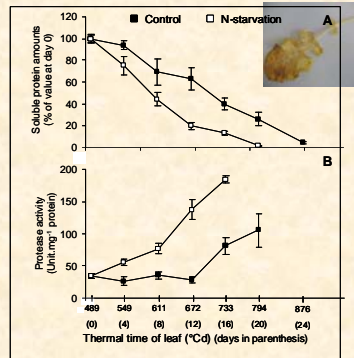 Control N-starvation A
Soluble protein amounts
(% of value at day 0)
120
100
80
60
40
20
0
B
Protease activity
(Unit.mg-1 protein)
200
150
100
50
0
489 549 611 672 733 794 876
(0) (4) (8) (12) (16) (20) (24)
Thermal time of leaf (°Cd) (days in parenthesis)